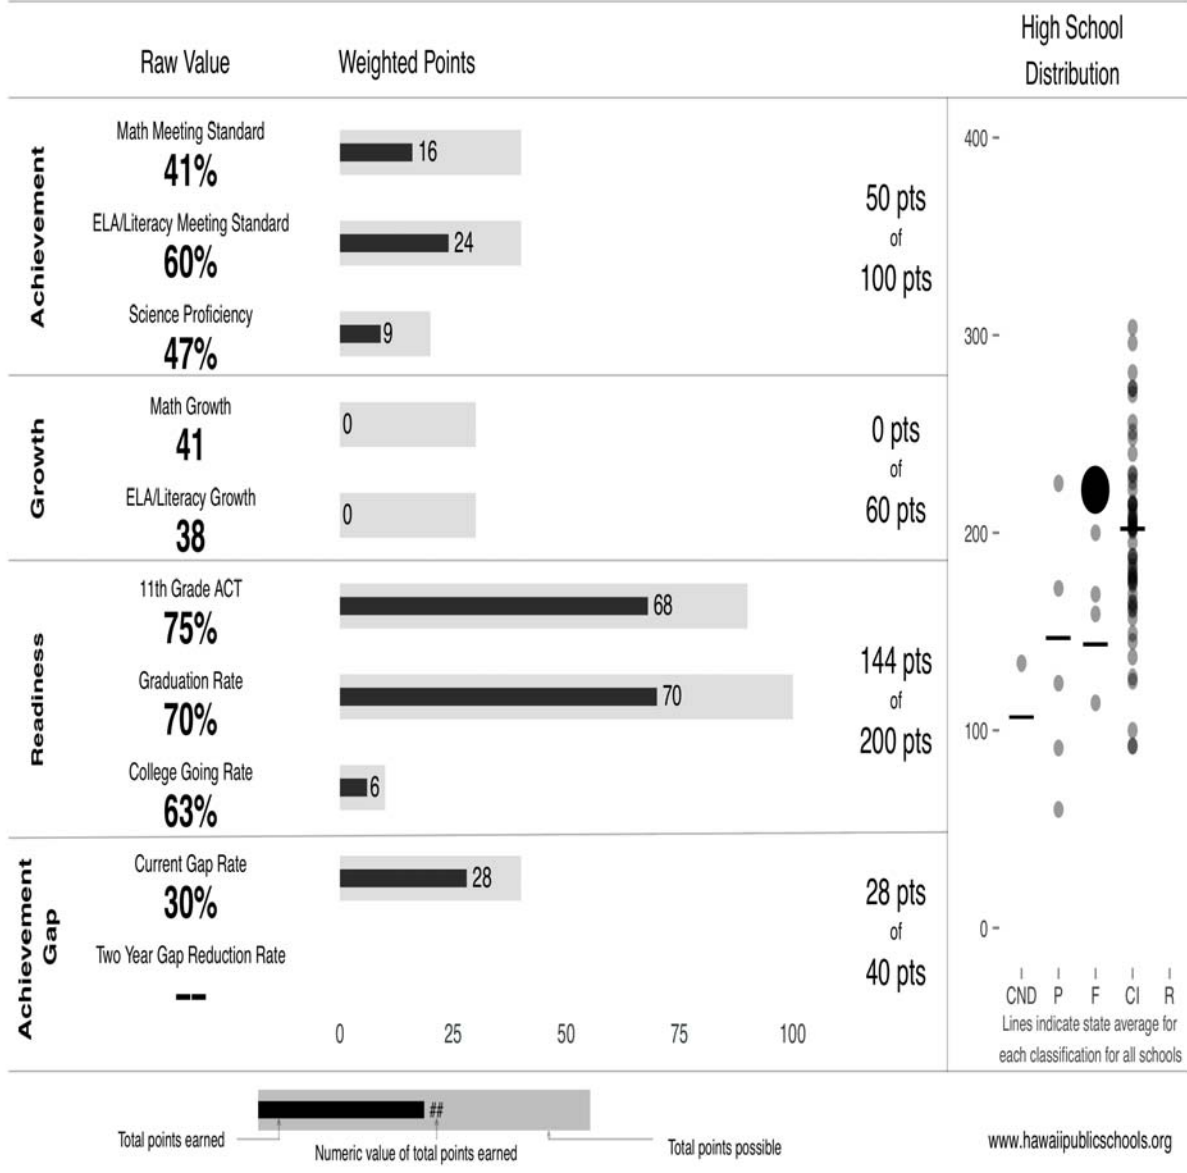 Raw Value
Weighted Points
High School
Distribution
Achievement
Math Meeting Standard
41%
16
ELA/Literacy Meeting Standard
60%
24
Science Proficiency
47%
9
50 pts
of
100 pts
Growth
Math Growth
41
0
ELA/Literacy Growth
38
0
0 pts
of
60 pts
Readiness
11th Grade ACT
75%
68
Graduation Rate
70%
70
College Going Rate
63%
6
144 pts
of
200 pts
Achievement
Gap
Current Gap Rate
30%
28
Two Year Gap Reduction Rate
--
28 pts
of
40 pts
0 25 50 75 100
400
300
200
100
0
CND P F CI R
Lines indicate state average for
each classification for all schools
##
Total points earned
Numeric value of total points earned
Total points possible
www.hawaiipublicschools.org